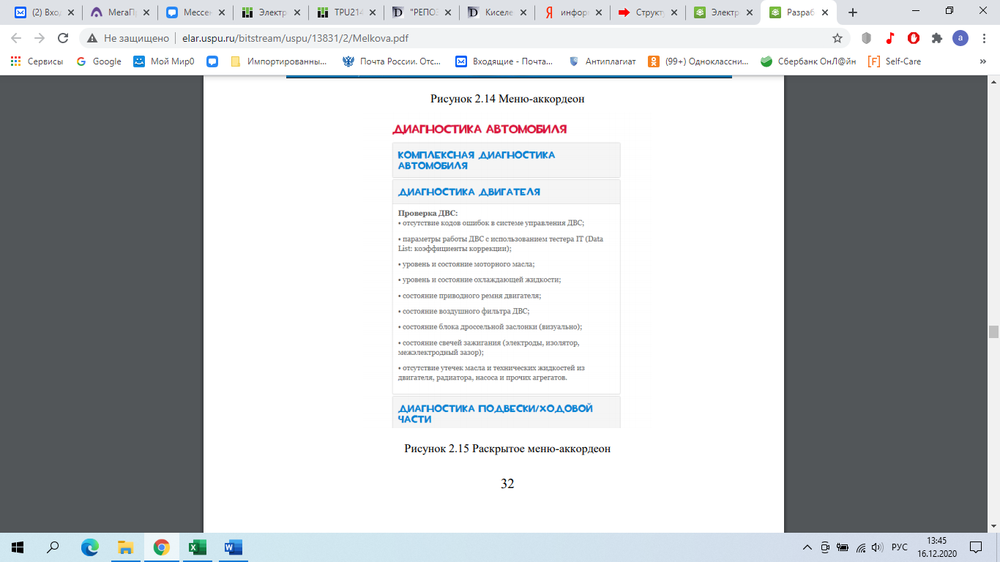 (2) Вход
МегаПр
Мессен
Электр
TPU214
"РЕПОЗ
Киселе
инфор
Структу
Электр
Разраб
Не защищено
elar.uspu.ru/bitstream/uspu/13831/2/Melkova.pdf
a
Сервисы
Google
Мой Мир0
Импортированны...
Почта России. Отс...
Входящие - Почта...
Антиплагиат
(99+) Одноклассни...
Сбербанк ОнЛ@йн
[F] Self-Care
»
Рисунок 2.14 Меню-аккордеон
ДИАГНОСТИКА АВТОМОБИЛЯ
КОМПЛЕКСНАЯ ДИАГНОСТИКА
АВТОМОБИЛЯ
ДИАГНОСТИКА ДВИГАТЕЛЯ
Проверка ДВС:
• отсутствие кодов ошибок в системе управления ДВС;
• параметры работы ДВС с использованием тестера IT (Data
List: коэффициенты коррекции);
• уровень и состояние моторного масла;
• уровень и состояние охлаждающей жидкости;
• состояние приводного ремня двигателя;
• состояние воздушного фильтра ДВС;
• состояние блока дроссельной заслонки (визуально);
• состояние свечей зажигания (электроды, изолятор,
межэлектродный зазор);
• отсутствие утечек масла и технических жидкостей из
двигателя, радиатора, насоса и прочих агрегатов.
ДИАГНОСТИКА ПОДВЕСКИ/ХОДОВОЙ
ЧАСТИ
Рисунок 2.15 Раскрытое меню-аккордеон
32
РУС
13:45
16.12.2020